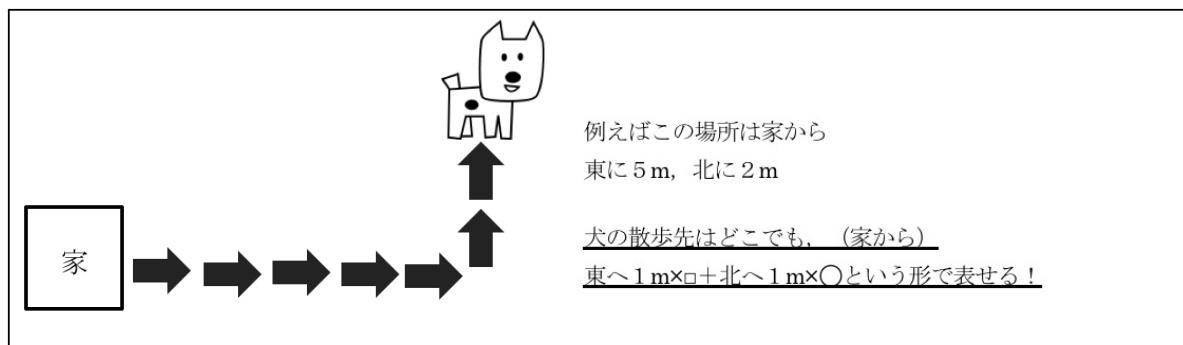 家
例えばこの場所は家から
東に５m，北に２m
犬の散歩先はどこでも，（家から）
東へ１m×□＋北へ１m×○という形で表せる！